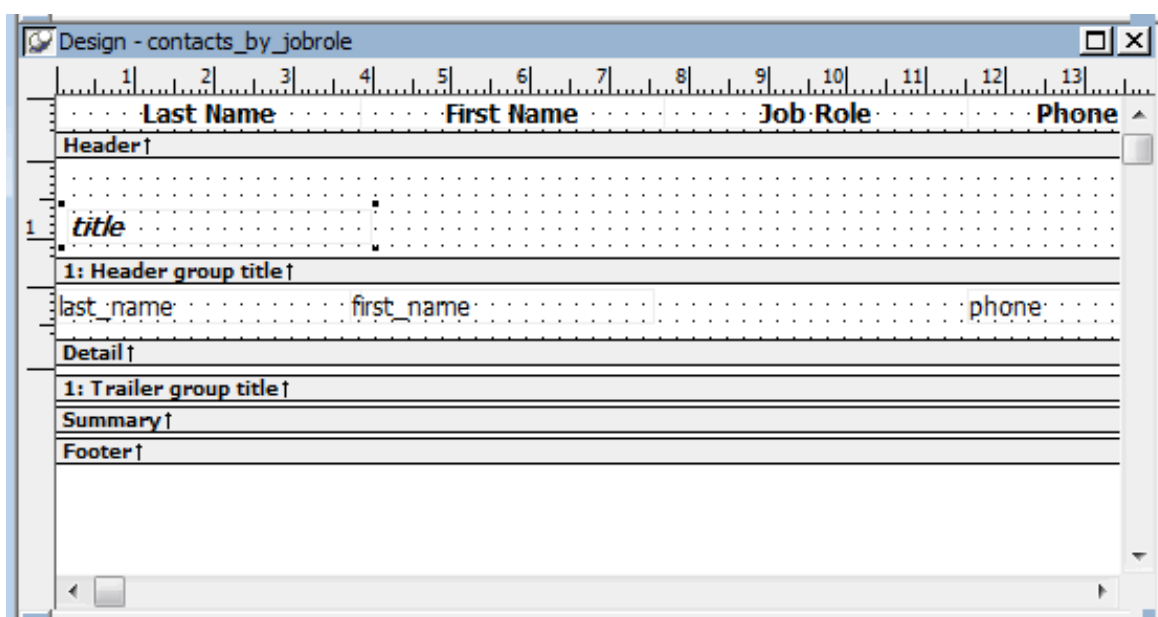 Design - contacts_by_jobrole
1 2 3 4 5 6 7 8 9 10 11 12 13
Last Name First Name Job Role Phone
Header↑
title
1
1: Header group title↑
last_name first_name phone
Detail↑
1: Trailer group title↑
Summary↑
Footer↑